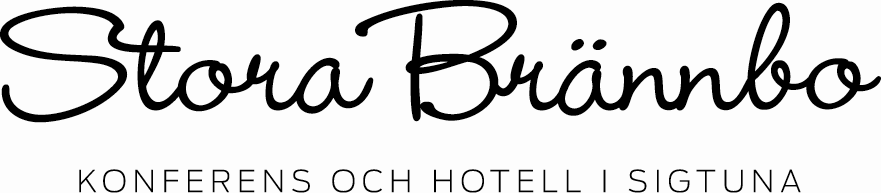 Stora Brännbo
KONFERENS OCH HOTELL I SIGTUNA